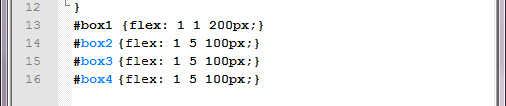 12 }
13 #box1 {flex: 1 1 200px;}
14 #box2 {flex: 1 5 100px;}
15 #box3 {flex: 1 5 100px;}
16 #box4 {flex: 1 5 100px;}